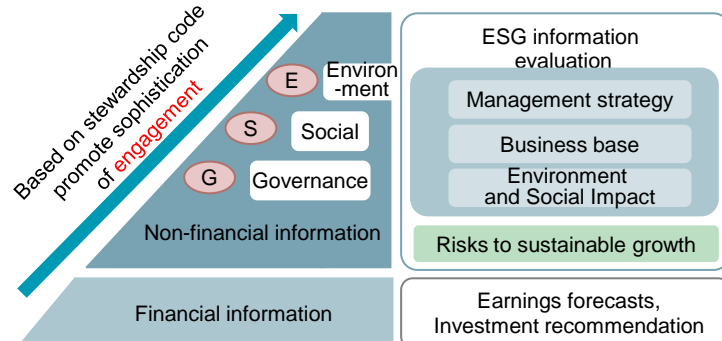 Based on stewardship code
promote sophistication
of engagement
E
Environ
-ment
S
Social
G
Governance
Non-financial information
Financial information
ESG information
evaluation
Management strategy
Business base
Environment
and Social Impact
Risks to sustainable growth
Earnings forecasts,
Investment recommendation